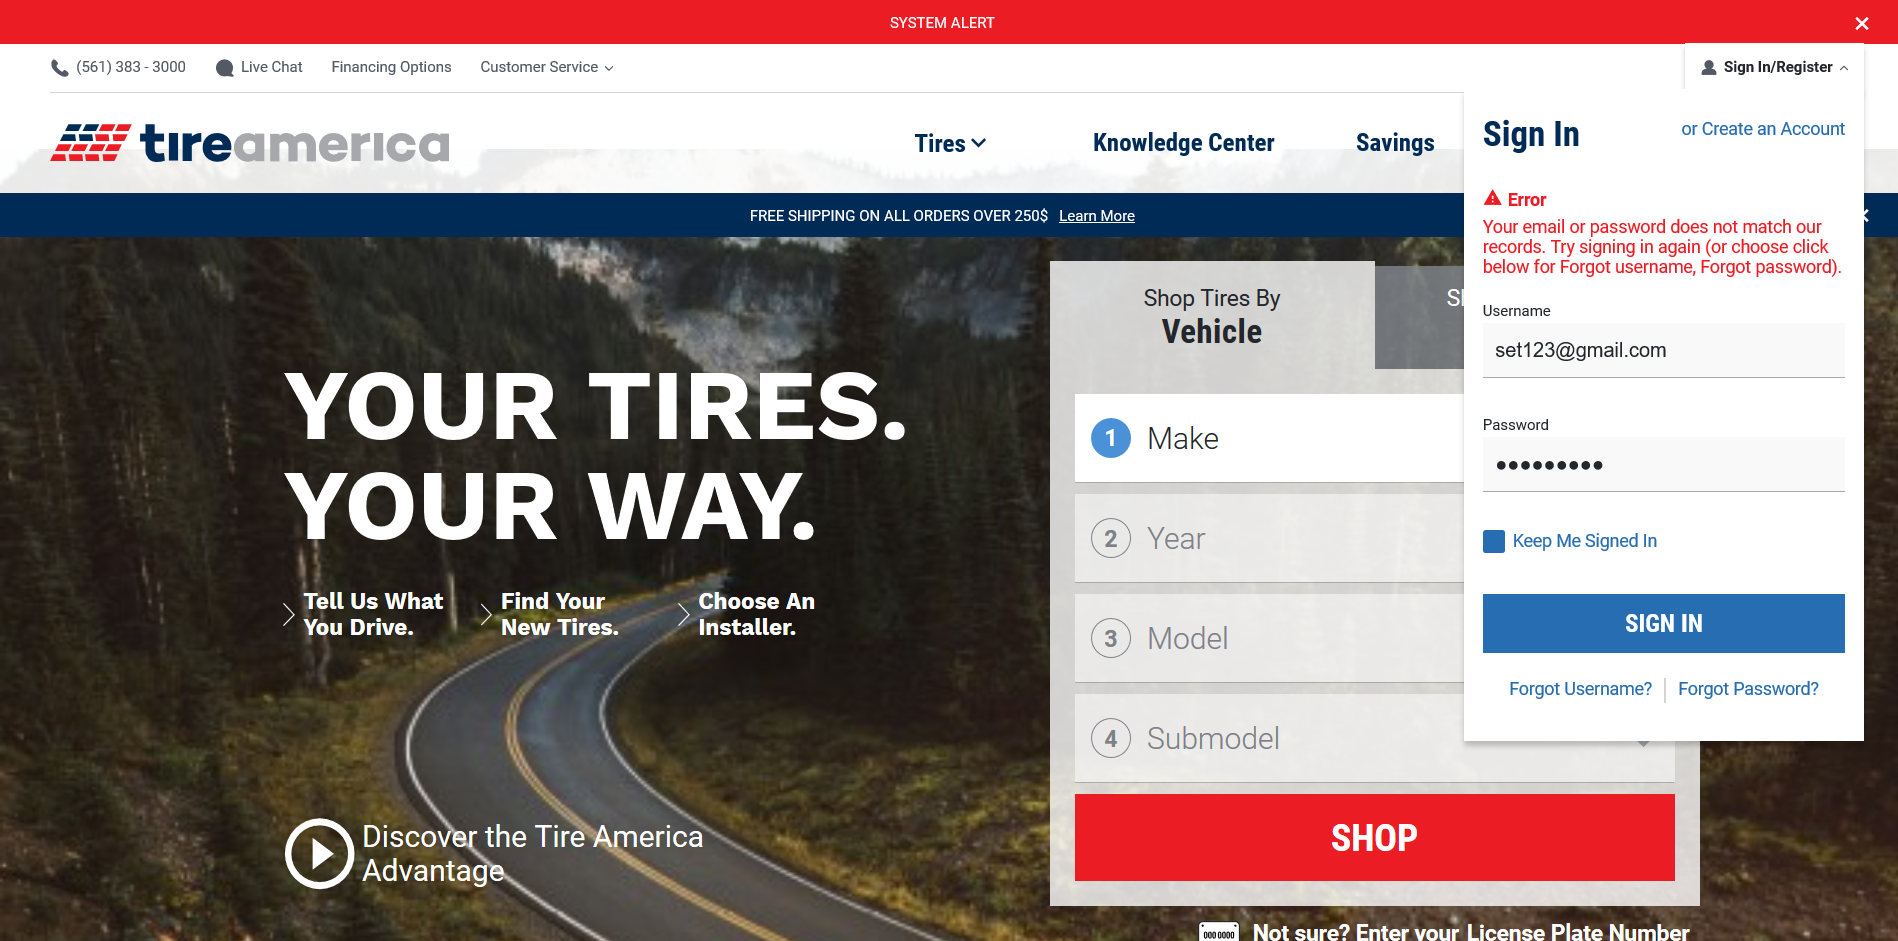 SYSTEM ALERT
(561) 383 - 3000
Live Chat
Financing Options
Customer Service
Sign In/Register
tireamerica
Tires
Knowledge Center
Savings
FREE SHIPPING ON ALL ORDERS OVER 250$ Learn More
Sign In
or Create an Account
Error
Your email or password does not match our
records. Try signing in again (or choose click
below for Forgot username, Forgot password).
Username
set123@gmail.com
Password
Keep Me Signed In
SIGN IN
Forgot Username?
Forgot Password?
YOUR TIRES.
YOUR WAY.
Tell Us What
You Drive.
Find Your
New Tires.
Choose An
Installer.
Discover the Tire America
Advantage
Shop Tires By
Vehicle
1 Make
2 Year
3 Model
4 Submodel
SHOP
000 0000
Not sure? Enter your License Plate Number